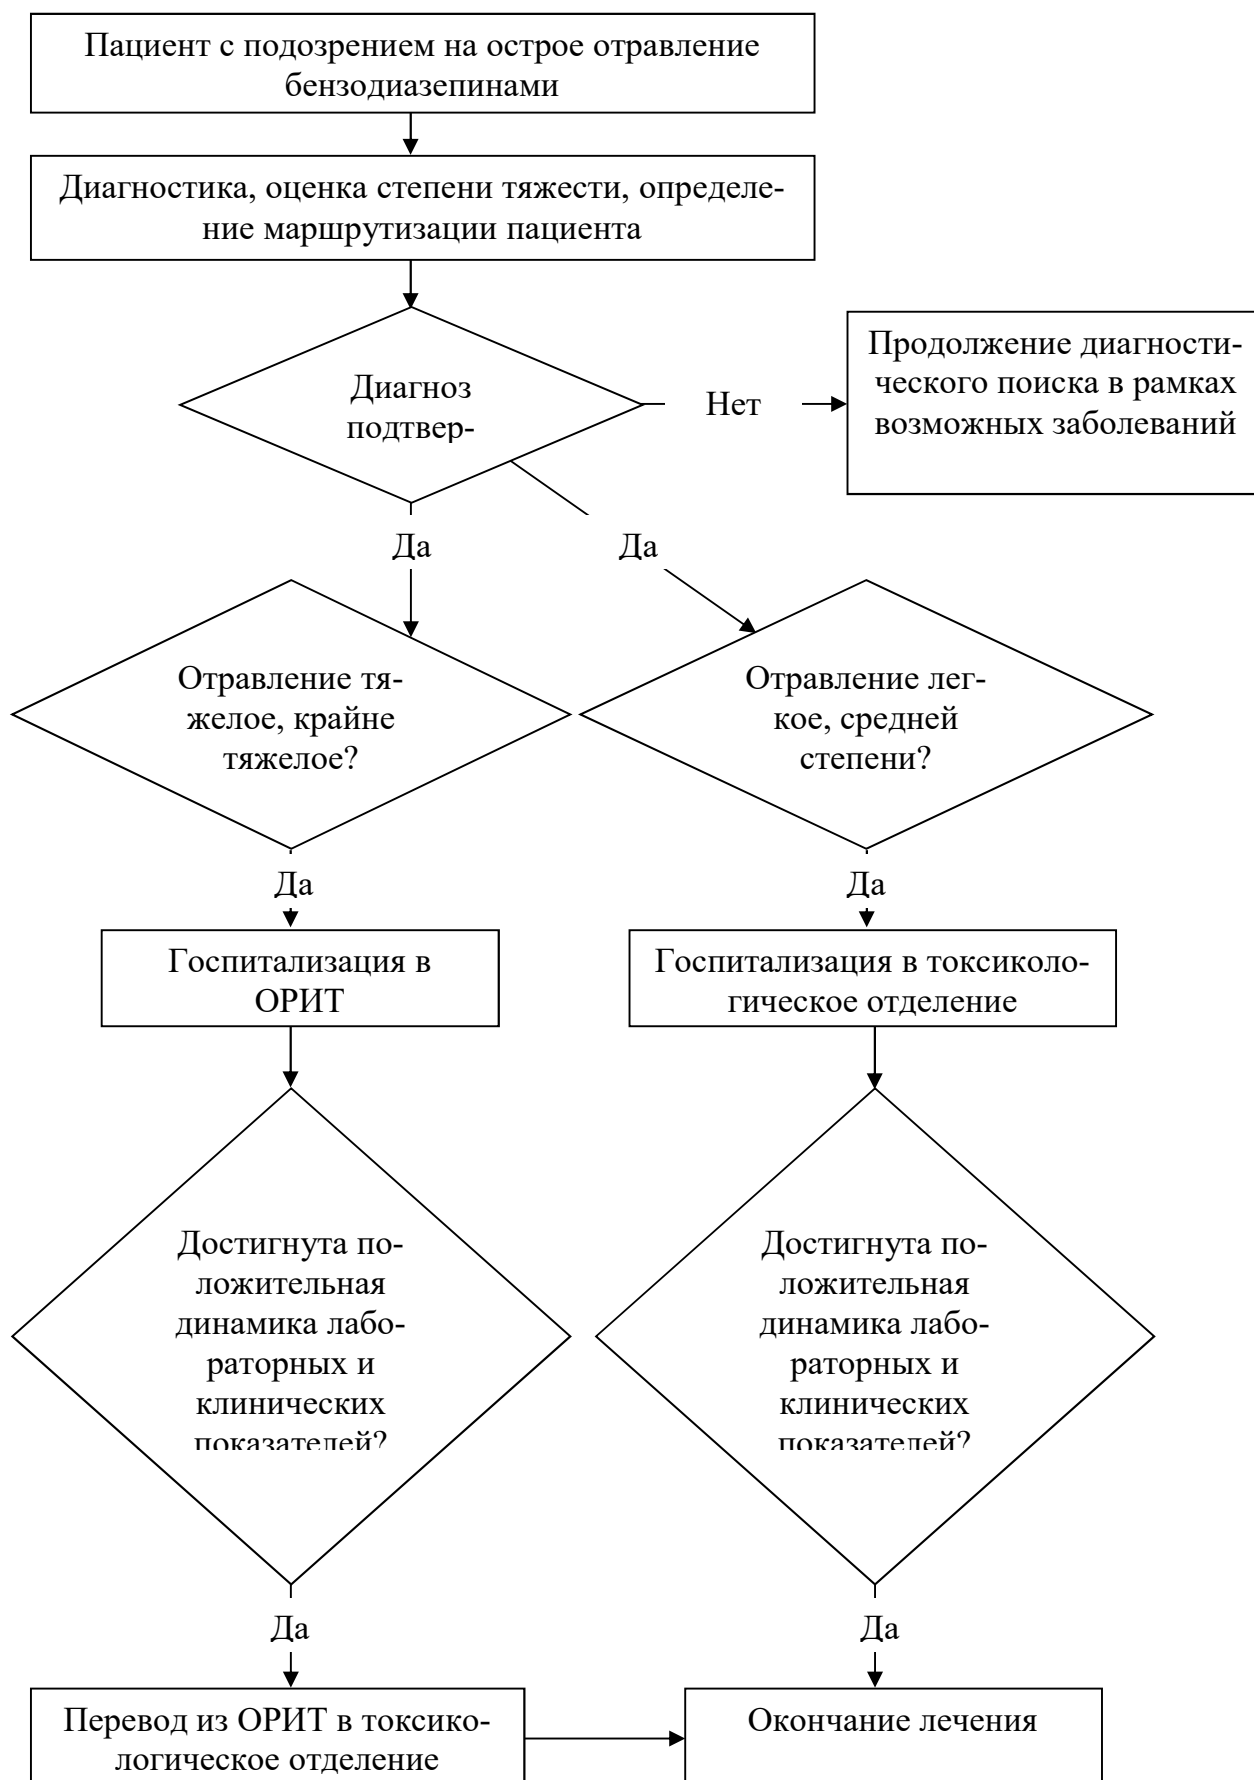 Пациент с подозрением на острое отравление
бензодиазепинами
Диагностика, оценка степени тяжести, определе-
ние маршрутизации пациента
Диагноз
подтвер-
Нет
Продолжение диагности-
ческого поиска в рамках
возможных заболеваний
Да
Да
Отравление тя-
желое, крайне
тяжелое?
Отравление лег-
кое, средней
степени?
Да
Да
Госпитализация в
ОРИТ
Госпитализация в токсиколо-
гическое отделение
Достигнута по-
ложительная
динамика лабо-
раторных и
клинических
показателей?
Достигнута по-
ложительная
динамика лабо-
раторных и
клинических
показателей?
Да
Да
Перевод из ОРИТ в токсико-
логическое отделение
Окончание лечения